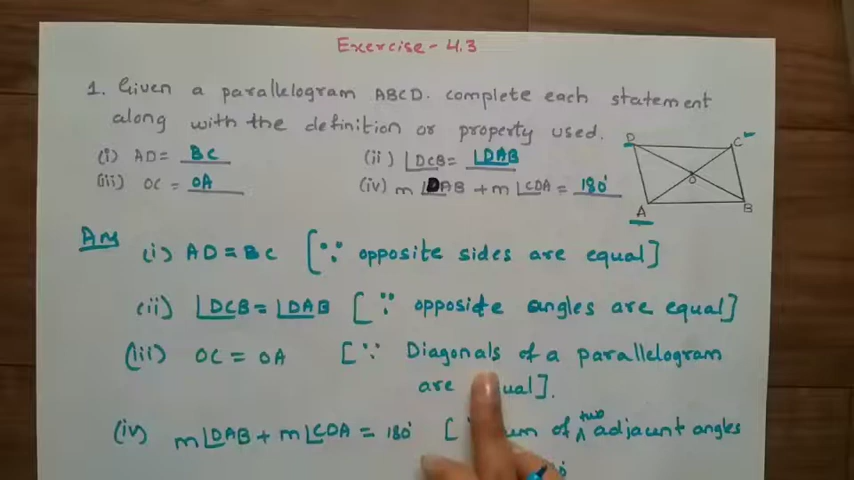 Exercise - 4.3
1. Given a parallelogram ABCD. complete each statement
along with the definition or property used.
(i) AD = BC
(ii) ∠DCB = ∠DAB
(iii) OC = OA
(iv) m∠DAB + m∠CDA = 180°
D
C
O
A
B
Ans
(i) AD = BC [∵ opposite sides are equal]
(ii) ∠DCB = ∠DAB [∵ opposite angles are equal]
(iii) OC = OA [∵ Diagonals of a parallelogram
are
(iv) m∠DAB + m∠CDA = 180° [ of two adjacent angles